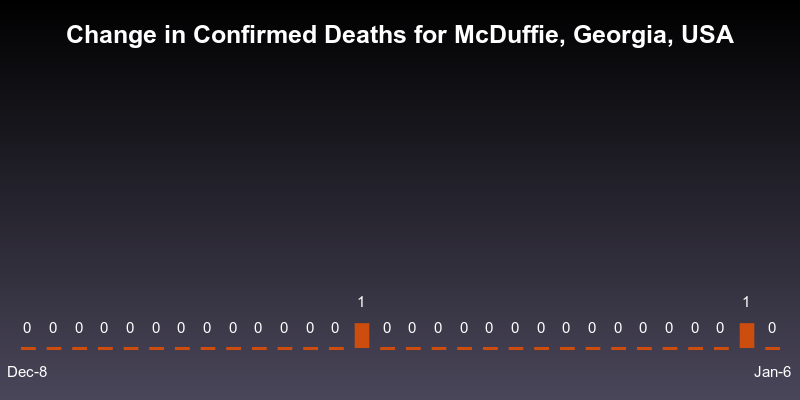 Change in Confirmed Deaths for McDuffie, Georgia, USA
1 1
0 0 0 0 0 0 0 0 0 0 0 0 0 0 0 0 0 0 0 0 0 0 0 0 0 0 0 0
Dec-8 Jan-6